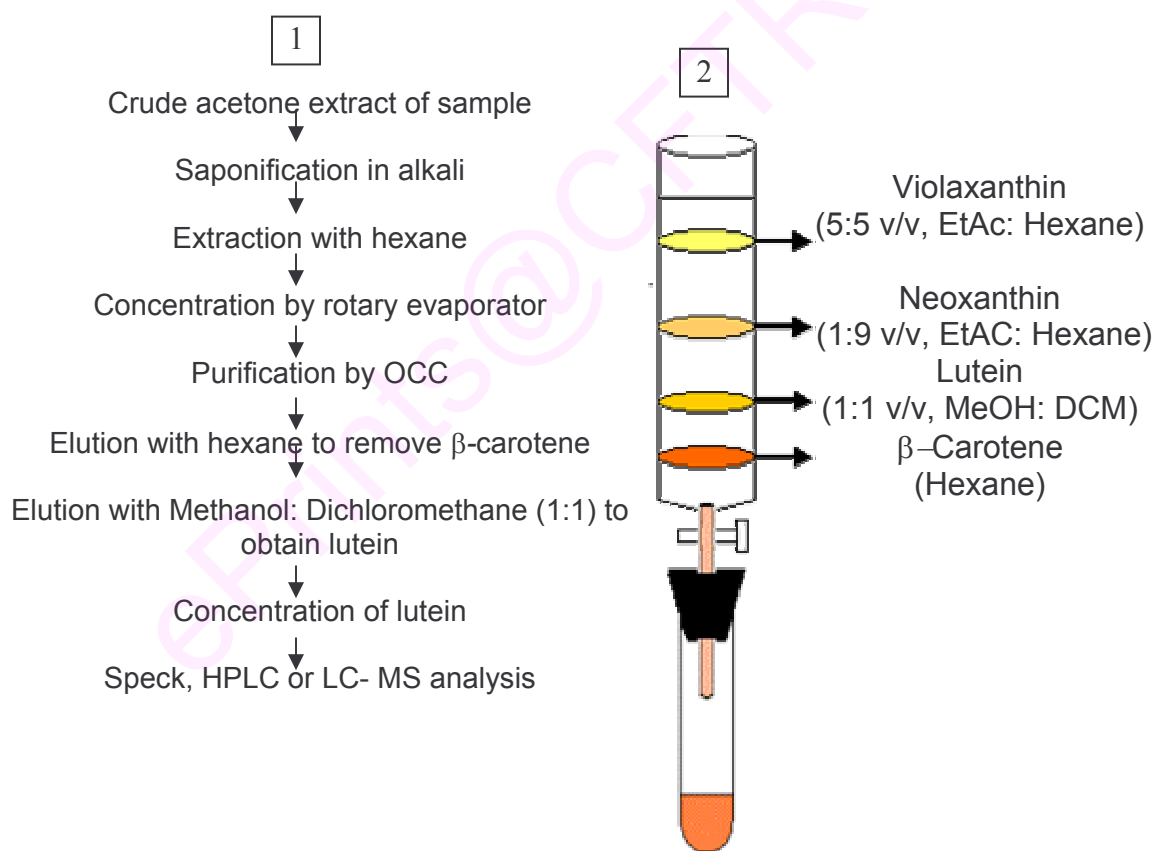 1
Crude acetone extract of sample
Saponification in alkali
Extraction with hexane
Concentration by rotary evaporator
Purification by OCC
Elution with hexane to remove β-carotene
Elution with Methanol: Dichloromethane (1:1) to
obtain lutein
Concentration of lutein
Speck, HPLC or LC- MS analysis
2
Violaxanthin
(5:5 v/v, EtAc: Hexane)
Neoxanthin
(1:9 v/v, EtAC: Hexane)
Lutein
(1:1 v/v, MeOH: DCM)
β–Carotene
(Hexane)
ePrints@CFTR